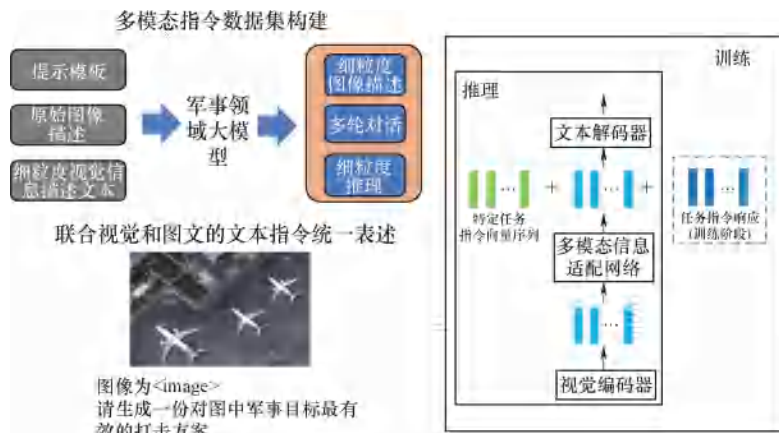 多模态指令数据集构建
提示模板
原始图像
描述
细粒度视觉信
息描述文本
军事领
域大模
型
细粒度
图像描述
多轮对话
细粒度
推理
联合视觉和图文的文本指令统一表述
图像为<image>
请生成一份对图中军事目标最有
效的打击方案
训练
推理
文本解码器
+
+
特定任务
指令向量序列
任务指令响应
(训练阶段)
多模态信息
适配网络
视觉编码器